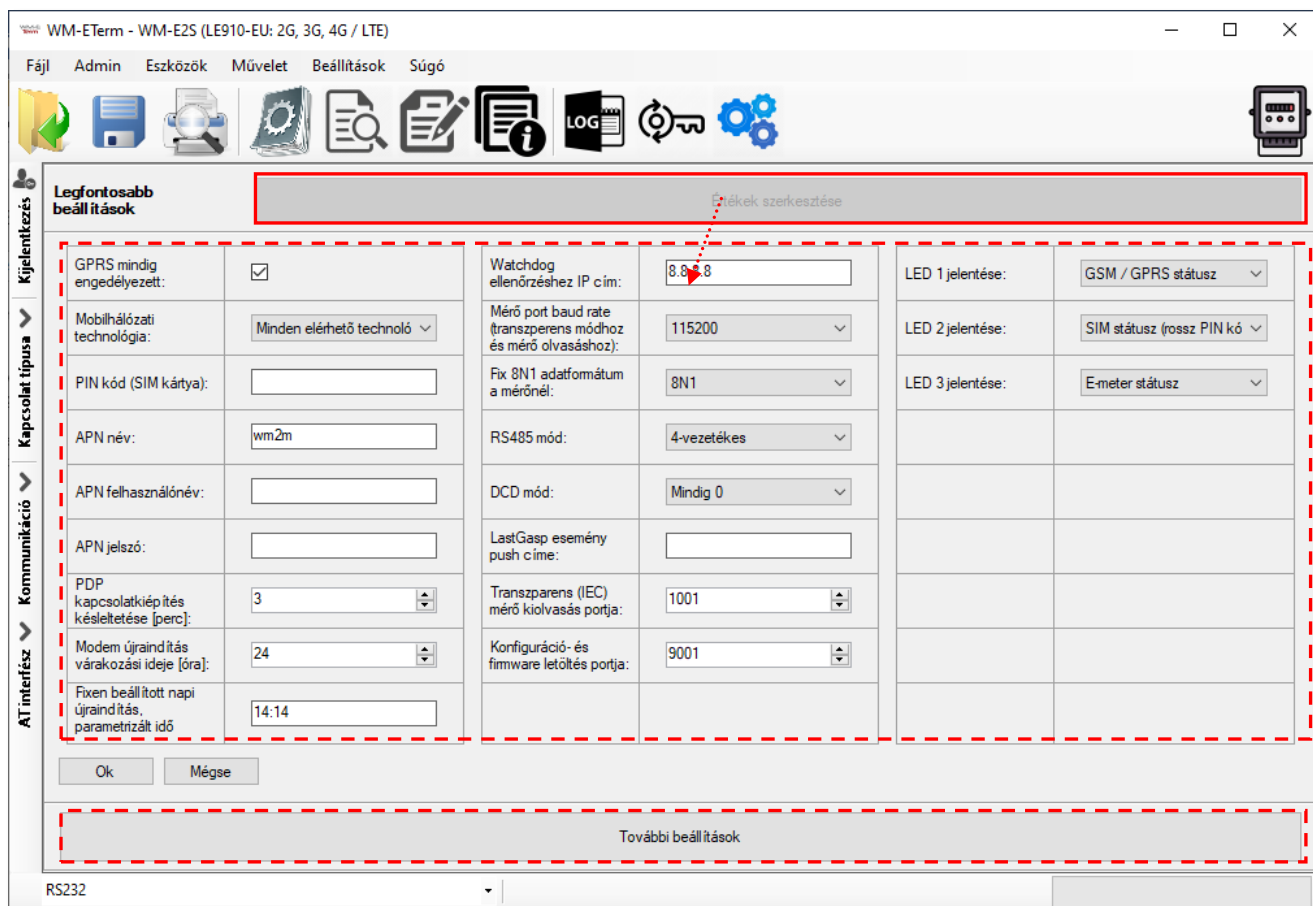 WM-ETerm - WM-E2S (LE910-EU: 2G, 3G, 4G / LTE)
Fájl Admin Eszközök Művelet Beállítások Súgó
LOG
Kijelentkezés
Kapcsolat típusa
Kommunikáció
AT interfész
Legfontosabb
beállítások
Értékek szerkesztése
GPRS mindig
engedélyezett:
Mobilhálózati
technológia:
Minden elérhető technoló
PIN kód (SIM kártya):
APN név:
wm2m
APN felhasználónév:
APN jelszó:
PDP
kapcsolatkiépítés
késleltetése [perc]:
3
Modem újraindítás
várakozási ideje [óra]:
24
Fixen beállított napi
újraindítás,
parametrizált idő
14:14
Watchdog
ellenőrzéshez IP cím:
8.8.8.8
Mérő port baud rate
(transzperens módhoz
és mérő olvasáshoz):
115200
Fix 8N1 adatformátum
a mérőnél:
8N1
RS485 mód:
4-vezetékes
DCD mód:
Mindig 0
LastGasp esemény
push címe:
Transzparens (IEC)
mérő kiolvasás portja:
1001
Konfiguráció- és
firmware letöltés portja:
9001
LED 1 jelentése:
GSM / GPRS státusz
LED 2 jelentése:
SIM státusz (rossz PIN kó
LED 3 jelentése:
E-meter státusz
Ok Mégse
További beállítások
RS232